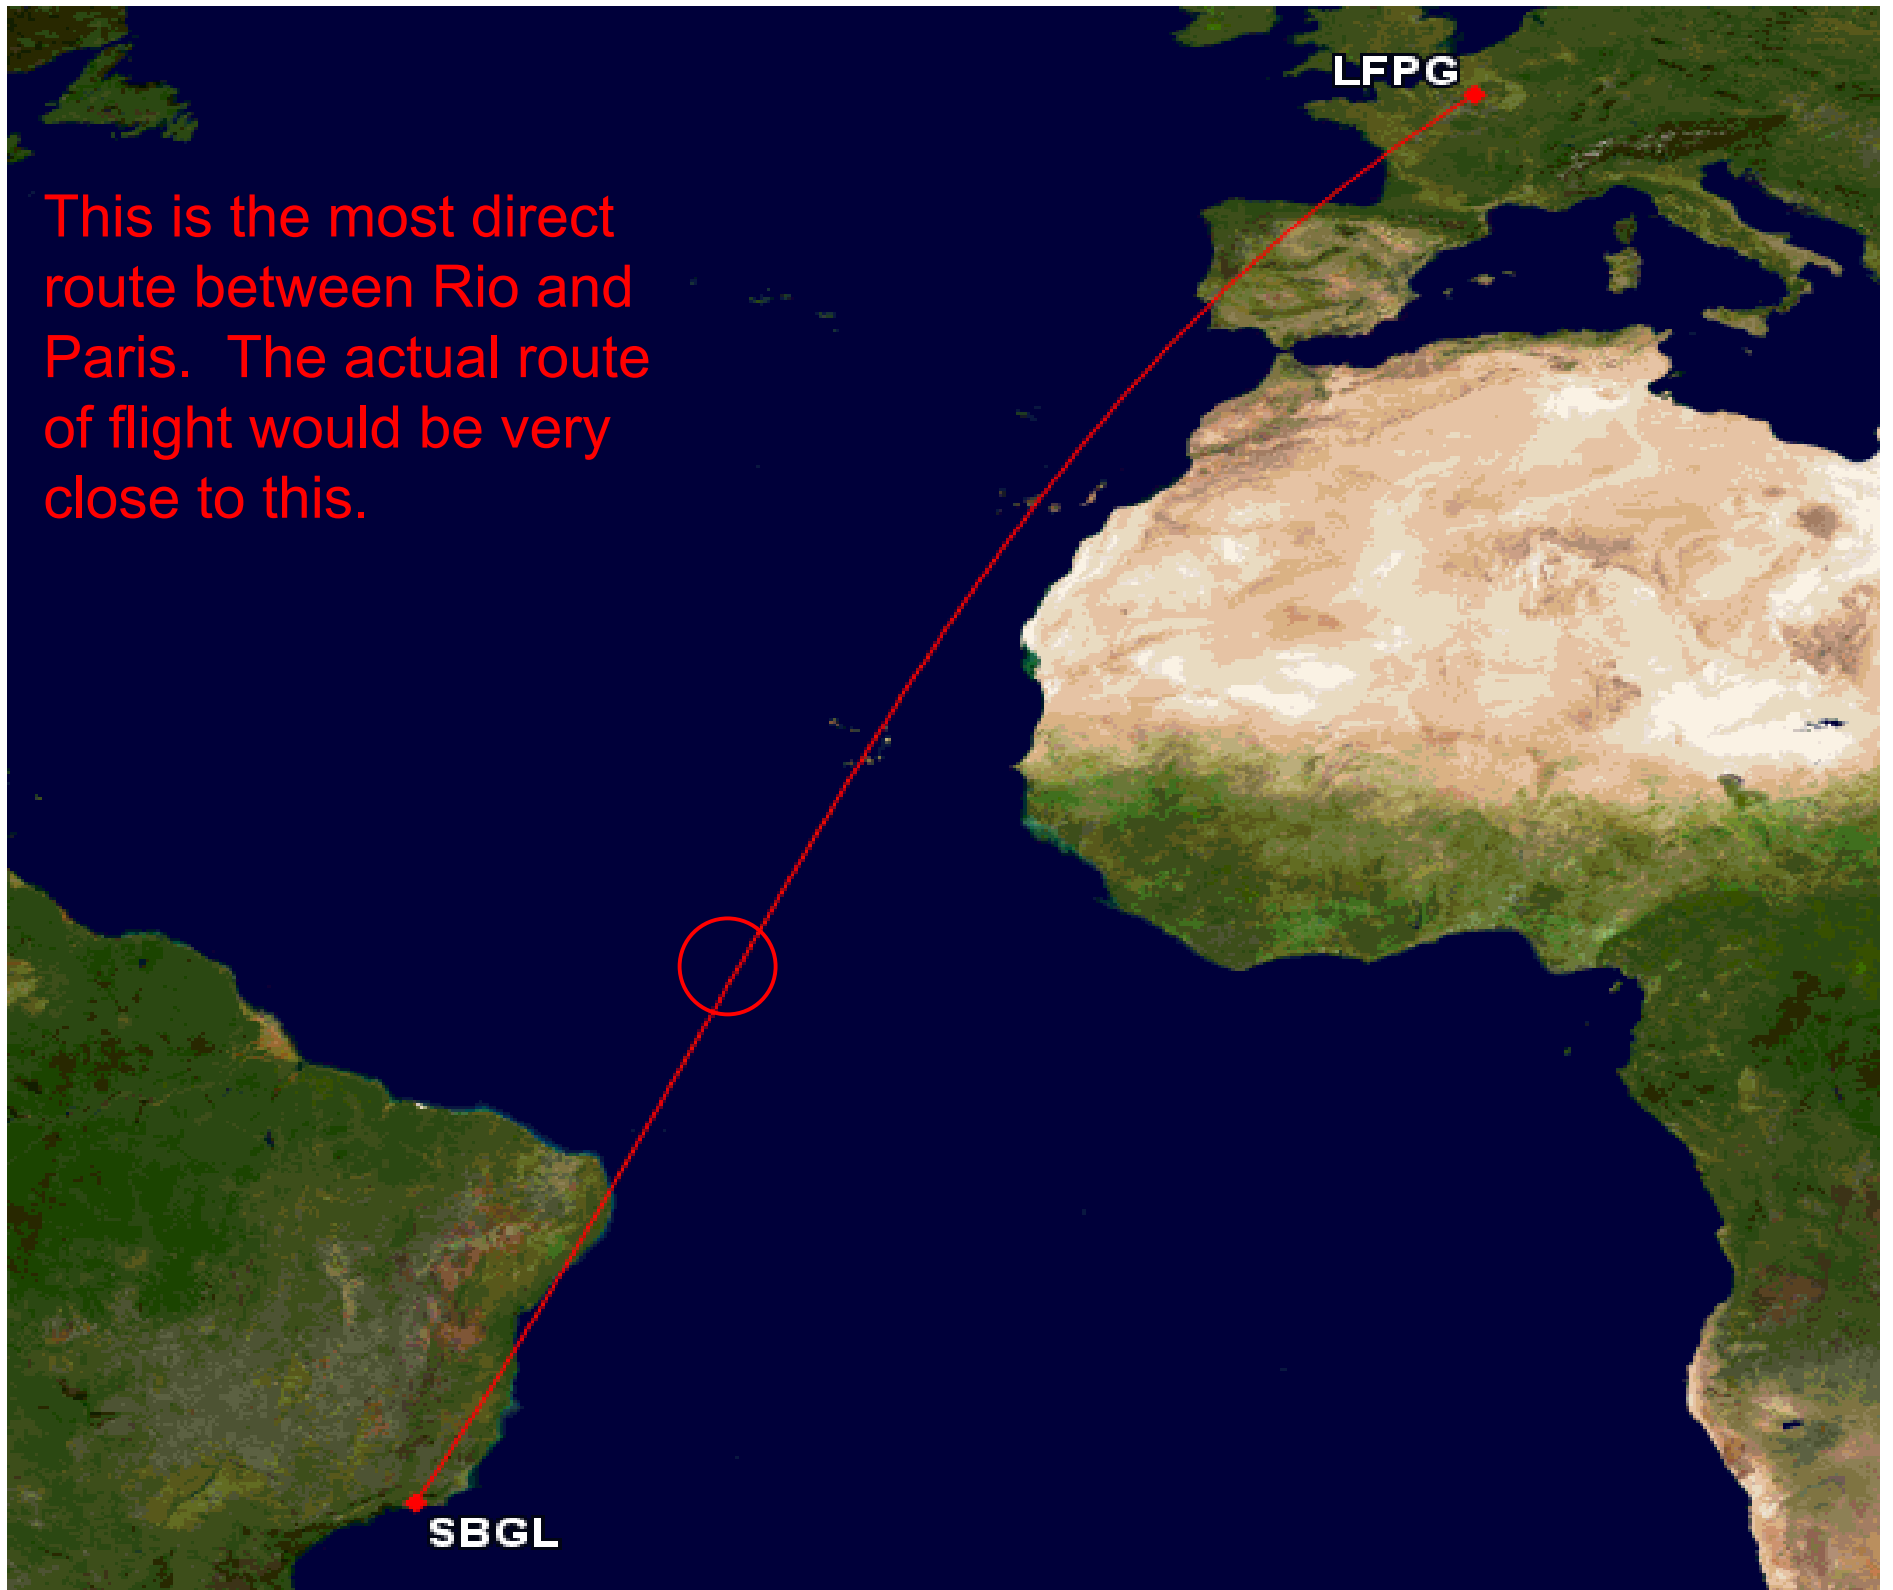 LFPG
This is the most direct
route between Rio and
Paris.  The actual route
of flight would be very
close to this.
SBGL